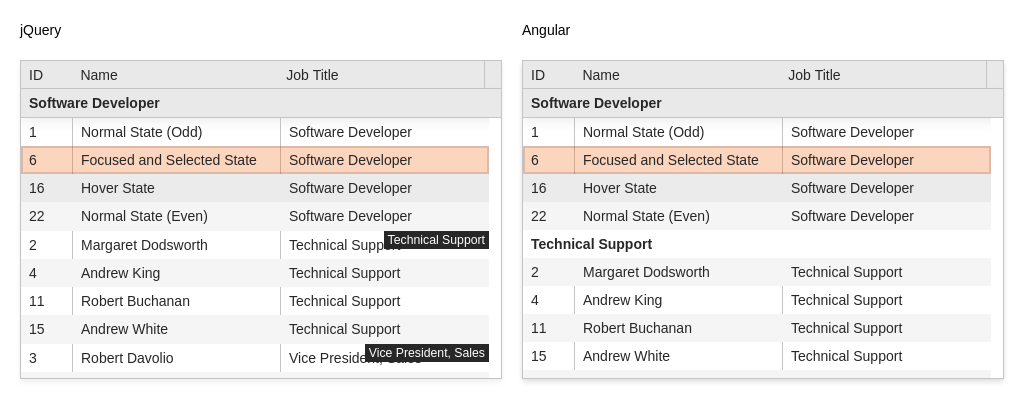 jQuery
ID Name Job Title
Software Developer
1 Normal State (Odd) Software Developer
6 Focused and Selected State Software Developer
16 Hover State Software Developer
22 Normal State (Even) Software Developer
2 Margaret Dodsworth Technical Support
Technical Support
4 Andrew King Technical Support
11 Robert Buchanan Technical Support
15 Andrew White Technical Support
3 Robert Davolio Vice President, Sales
Vice President, Sales
Angular
ID Name Job Title
Software Developer
1 Normal State (Odd) Software Developer
6 Focused and Selected State Software Developer
16 Hover State Software Developer
22 Normal State (Even) Software Developer
Technical Support
2 Margaret Dodsworth Technical Support
4 Andrew King Technical Support
11 Robert Buchanan Technical Support
15 Andrew White Technical Support